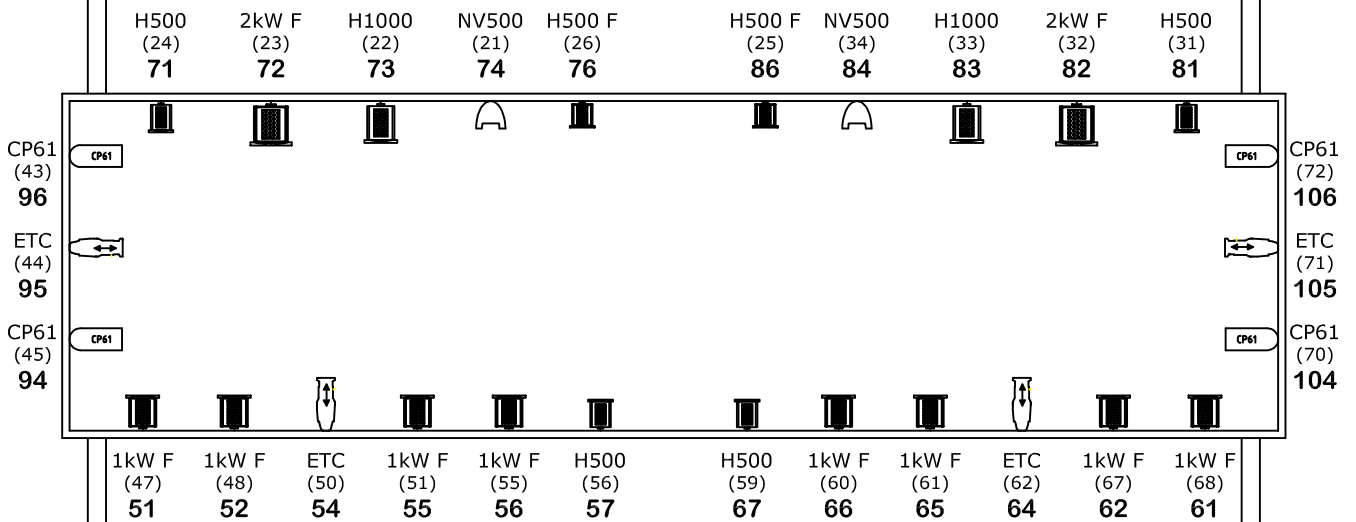 H500 2kW F H1000 NV500 H500 F H500 F NV500 H1000 2kW F H500
(24) (23) (22) (21) (26) (25) (34) (33) (32) (31)
71 72 73 74 76 86 84 83 82 81
CP61 CP61 CP61 CP61
(43) (72)
96 106
ETC ETC
(44) (71)
95 105
CP61 CP61 CP61 CP61
(45) (70)
94 104
1kW F 1kW F ETC 1kW F 1kW F H500 H500 1kW F 1kW F ETC 1kW F 1kW F
(47) (48) (50) (51) (55) (56) (59) (60) (61) (62) (67) (68)
51 52 54 55 56 57 67 66 65 64 62 61